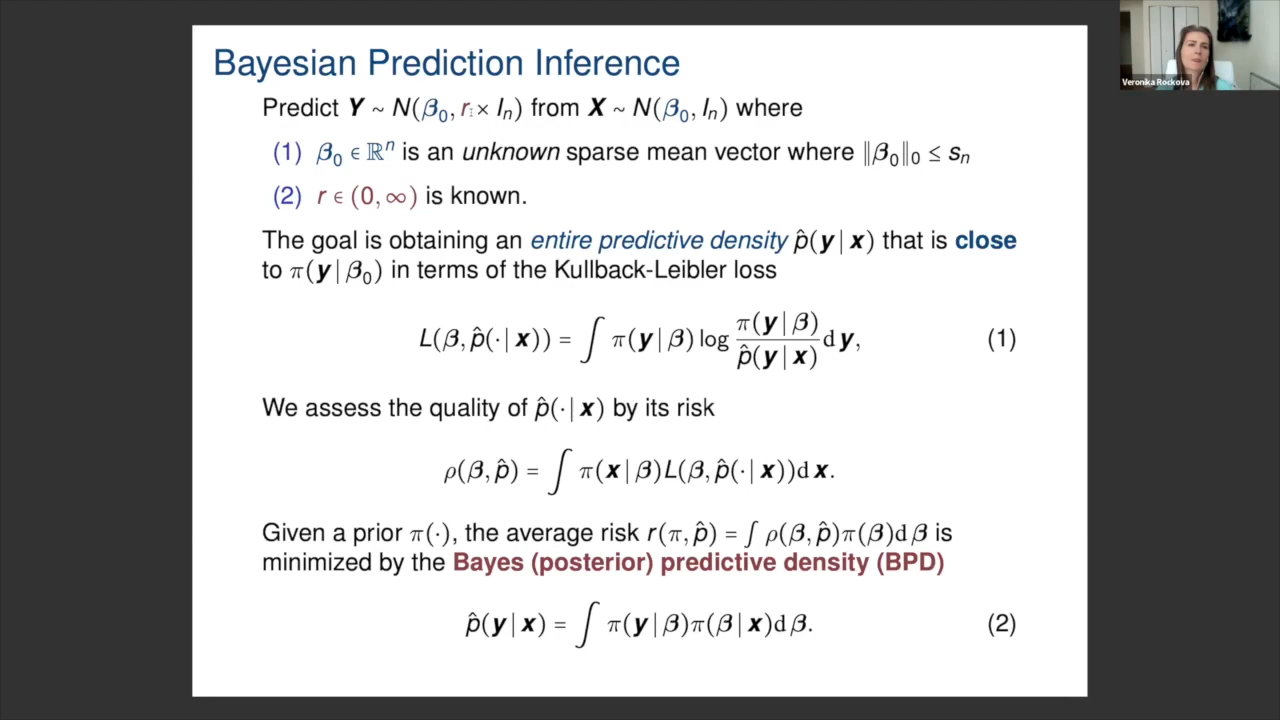 Bayesian Prediction Inference
Veronika Rockova
Predict Y ~ N(β₀, r × Iₙ) from X ~ N(β₀, Iₙ) where
(1) β₀ ∈ ℝⁿ is an unknown sparse mean vector where ‖β₀‖₀ ≤ sₙ
(2) r ∈ (0, ∞) is known.
The goal is obtaining an entire predictive density p̂(y | x) that is close
to π(y | β₀) in terms of the Kullback-Leibler loss
L(β, p̂(· | x)) = ∫ π(y | β) log π(y | β) / p̂(y | x) d y, (1)
We assess the quality of p̂(· | x) by its risk
ρ(β, p̂) = ∫ π(x | β)L(β, p̂(· | x))d x.
Given a prior π(·), the average risk r(π, p̂) = ∫ ρ(β, p̂)π(β)d β is
minimized by the Bayes (posterior) predictive density (BPD)
p̂(y | x) = ∫ π(y | β)π(β | x)d β. (2)